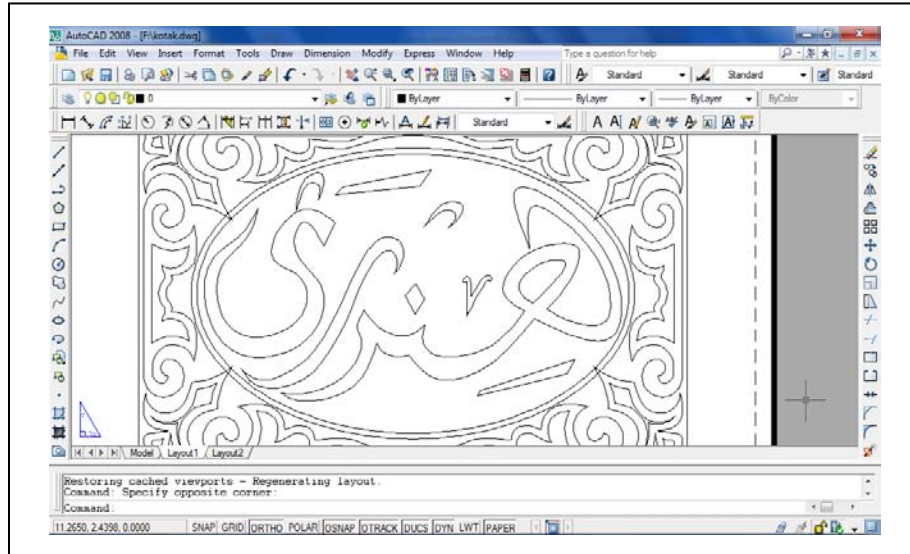 AutoCAD 2008 - [F:\kotak.dwg]
File Edit View Insert Format Tools Draw Dimension Modify Express Window Help Type a question for help
Standard Standard Standard
0 ByLayer ByLayer ByLayer ByColor
Standard
Model Layout1 Layout2
Restoring cached viewports - Regenerating layout.
Command: Specify opposite corner:
Command:
11.2650, 2.4398, 0.0000 SNAP GRID ORTHO POLAR OSNAP OTRACK DUCS DYN LWT PAPER